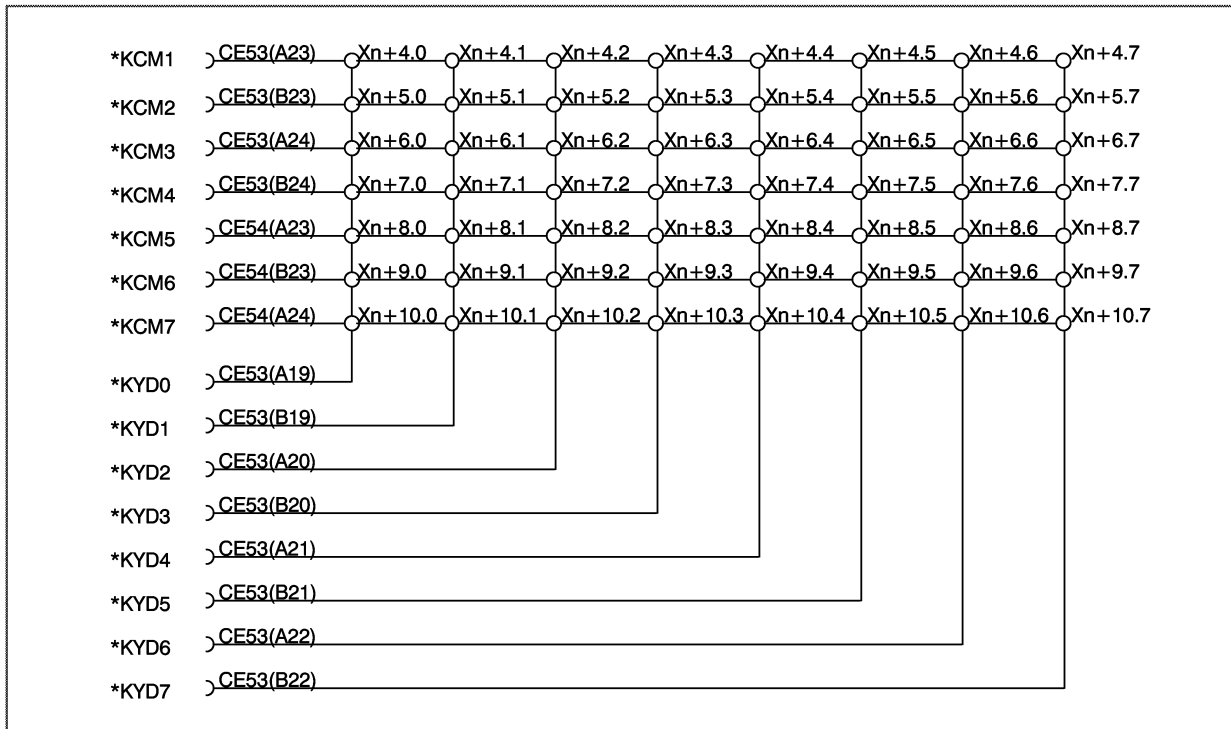 *KCM1 CE53(A23) Xn+4.0 Xn+4.1 Xn+4.2 Xn+4.3 Xn+4.4 Xn+4.5 Xn+4.6 Xn+4.7
*KCM2 CE53(B23) Xn+5.0 Xn+5.1 Xn+5.2 Xn+5.3 Xn+5.4 Xn+5.5 Xn+5.6 Xn+5.7
*KCM3 CE53(A24) Xn+6.0 Xn+6.1 Xn+6.2 Xn+6.3 Xn+6.4 Xn+6.5 Xn+6.6 Xn+6.7
*KCM4 CE53(B24) Xn+7.0 Xn+7.1 Xn+7.2 Xn+7.3 Xn+7.4 Xn+7.5 Xn+7.6 Xn+7.7
*KCM5 CE54(A23) Xn+8.0 Xn+8.1 Xn+8.2 Xn+8.3 Xn+8.4 Xn+8.5 Xn+8.6 Xn+8.7
*KCM6 CE54(B23) Xn+9.0 Xn+9.1 Xn+9.2 Xn+9.3 Xn+9.4 Xn+9.5 Xn+9.6 Xn+9.7
*KCM7 CE54(A24) Xn+10.0 Xn+10.1 Xn+10.2 Xn+10.3 Xn+10.4 Xn+10.5 Xn+10.6 Xn+10.7
*KYD0 CE53(A19)
*KYD1 CE53(B19)
*KYD2 CE53(A20)
*KYD3 CE53(B20)
*KYD4 CE53(A21)
*KYD5 CE53(B21)
*KYD6 CE53(A22)
*KYD7 CE53(B22)